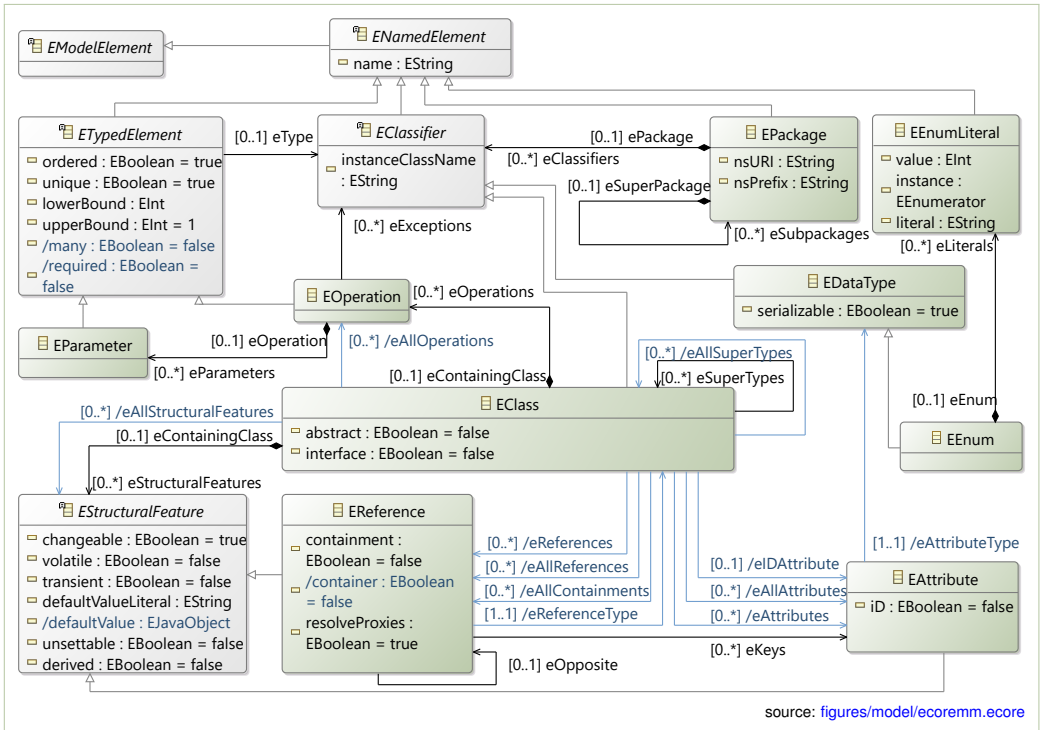 EModelElement
ENamedElement
name : EString
ETypedElement
ordered : EBoolean = true
unique : EBoolean = true
lowerBound : EInt
upperBound : EInt = 1
/many : EBoolean = false
/required : EBoolean =
false
[0..1] eType
EClassifier
instanceClassName
: EString
[0..1] ePackage
[0..*] eClassifiers
[0..1] eSuperPackage
EPackage
nsURI : EString
nsPrefix : EString
[0..*] eSubpackages
EEnumLiteral
value : EInt
instance :
EEnumerator
literal : EString
[0..*] eLiterals
[0..*] eExceptions
EOperation
[0..*] eOperations
EDataType
serializable : EBoolean = true
EParameter
[0..1] eOperation
[0..*] eParameters
[0..*] /eAllOperations
[0..1] eContainingClass
[0..*] /eAllSuperTypes
[0..*] eSuperTypes
[0..1] eEnum
EEnum
EClass
abstract : EBoolean = false
interface : EBoolean = false
[0..*] /eAllStructuralFeatures
[0..1] eContainingClass
[0..*] eStructuralFeatures
EStructuralFeature
changeable : EBoolean = true
volatile : EBoolean = false
transient : EBoolean = false
defaultValueLiteral : EString
/defaultValue : EJavaObject
unsettable : EBoolean = false
derived : EBoolean = false
EReference
containment :
EBoolean = false
/container : EBoolean
= false
resolveProxies :
EBoolean = true
[0..*] /eReferences
[0..*] /eAllReferences
[0..*] /eAllContainments
[1..1] /eReferenceType
[0..1] eOpposite
[0..1] /eIDAttribute
[0..*] /eAllAttributes
[0..*] /eAttributes
[0..*] eKeys
[1..1] /eAttributeType
EAttribute
iD : EBoolean = false
source: figures/model/ecoremm.ecore